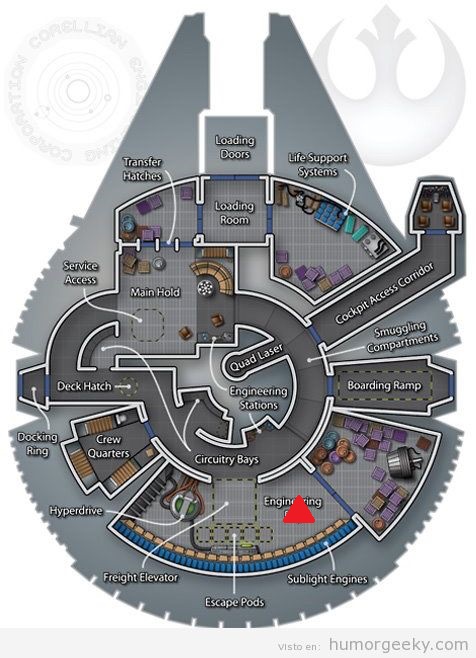 CORELLIAN ENGINEERING
CORPORATION
Loading
Doors
Transfer
Hatches
Life Support
Systems
Loading
Room
Service
Access
Main Hold
Cockpit Access Corridor
Smuggling
Compartments
Quad Laser
Deck Hatch
Engineering
Stations
Boarding Ramp
Docking
Ring
Crew
Quarters
Circuitry Bays
Hyperdrive
Engineering
Freight Elevator
Sublight Engines
Escape Pods
Visto en: humorgeeky.com